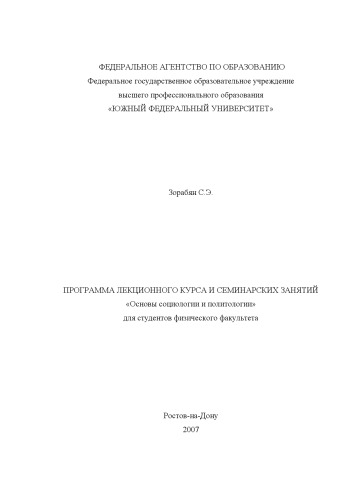 ФЕДЕРАЛЬНОЕ АГЕНТСТВО ПО ОБРАЗОВАНИЮ
Федеральное государственное образовательное учреждение
высшего профессионального образования
«ЮЖНЫЙ ФЕДЕРАЛЬНЫЙ УНИВЕРСИТЕТ»
Зорабян С.Э.
ПРОГРАММА ЛЕКЦИОННОГО КУРСА И СЕМИНАРСКИХ ЗАНЯТИЙ
«Основы социологии и политологии»
для студентов физического факультета
Ростов-на-Дону
2007